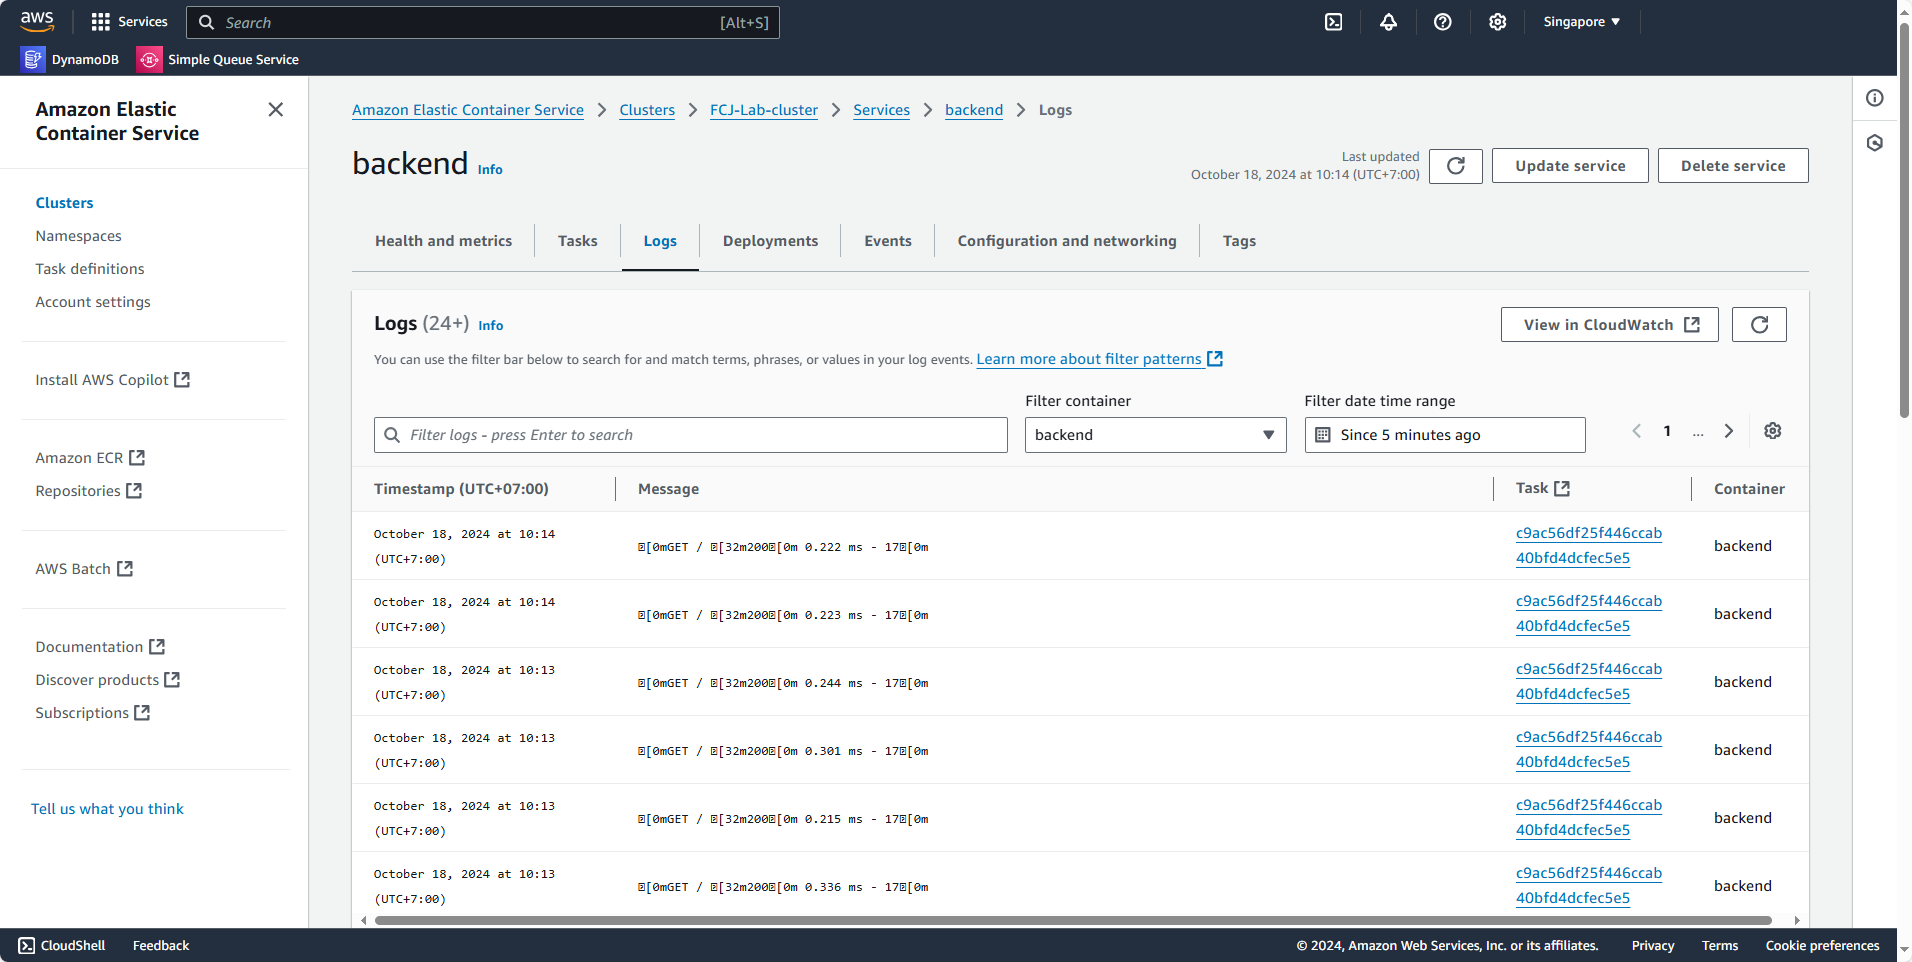 aws
Services
Search
[Alt+S]
Singapore ▼
DynamoDB
Simple Queue Service
Amazon Elastic
Container Service
Clusters
Namespaces
Task definitions
Account settings
Install AWS Copilot
Amazon ECR
Repositories
AWS Batch
Documentation
Discover products
Subscriptions
Tell us what you think
Amazon Elastic Container Service > Clusters > FCJ-Lab-cluster > Services > backend > Logs
backend Info
Last updated
October 18, 2024 at 10:14 (UTC+7:00)
Update service
Delete service
Health and metrics
Tasks
Logs
Deployments
Events
Configuration and networking
Tags
Logs (24+) Info
View in CloudWatch
You can use the filter bar below to search for and match terms, phrases, or values in your log events. Learn more about filter patterns
Filter container
Filter date time range
Filter logs - press Enter to search
backend
Since 5 minutes ago
1 ...
Timestamp (UTC+07:00)
Message
Task
Container
October 18, 2024 at 10:14
(UTC+7:00)
[0mGET / [32m200[0m 0.222 ms - 17[0m
c9ac56df25f446ccab
40bfd4dcfec5e5
backend
October 18, 2024 at 10:14
(UTC+7:00)
[0mGET / [32m200[0m 0.223 ms - 17[0m
c9ac56df25f446ccab
40bfd4dcfec5e5
backend
October 18, 2024 at 10:13
(UTC+7:00)
[0mGET / [32m200[0m 0.244 ms - 17[0m
c9ac56df25f446ccab
40bfd4dcfec5e5
backend
October 18, 2024 at 10:13
(UTC+7:00)
[0mGET / [32m200[0m 0.301 ms - 17[0m
c9ac56df25f446ccab
40bfd4dcfec5e5
backend
October 18, 2024 at 10:13
(UTC+7:00)
[0mGET / [32m200[0m 0.215 ms - 17[0m
c9ac56df25f446ccab
40bfd4dcfec5e5
backend
October 18, 2024 at 10:13
(UTC+7:00)
[0mGET / [32m200[0m 0.336 ms - 17[0m
c9ac56df25f446ccab
40bfd4dcfec5e5
backend
CloudShell
Feedback
© 2024, Amazon Web Services, Inc. or its affiliates.
Privacy
Terms
Cookie preferences